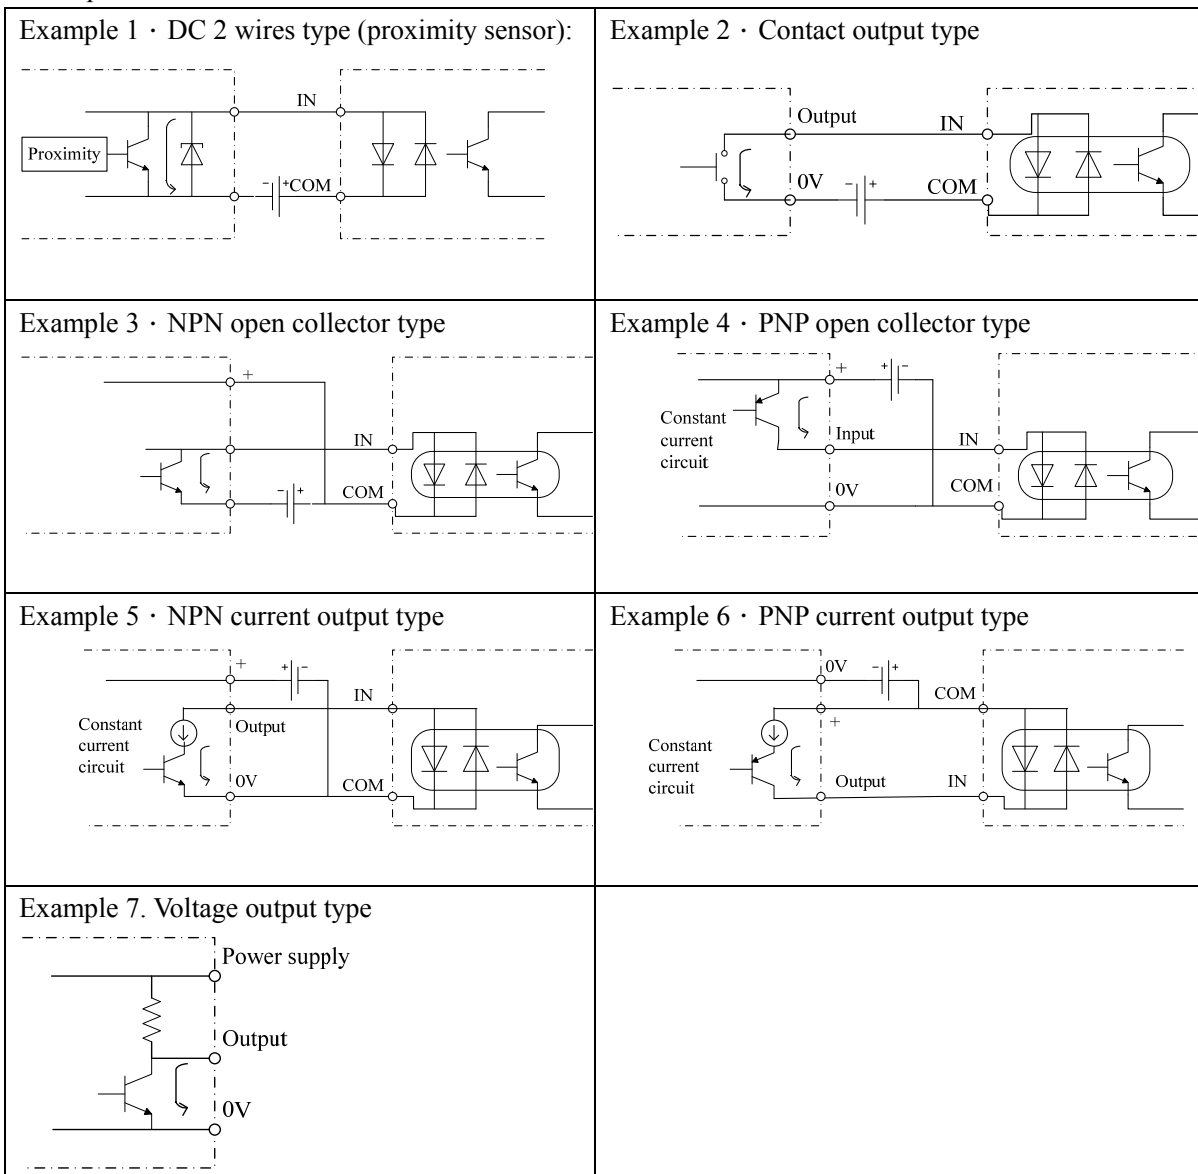 Example 1 · DC 2 wires type (proximity sensor):
IN
Proximity
- + COM
Example 2 · Contact output type
Output
IN
0V
- +
COM
Example 3 · NPN open collector type
+
IN
COM
- +
Example 4 · PNP open collector type
+
+ -
Constant
current
circuit
Input
IN
0V
COM
Example 5 · NPN current output type
+
+ -
IN
Constant
current
circuit
Output
0V
COM
Example 6 · PNP current output type
0V
- +
COM
+
Constant
current
circuit
Output
IN
Example 7. Voltage output type
Power supply
Output
0V